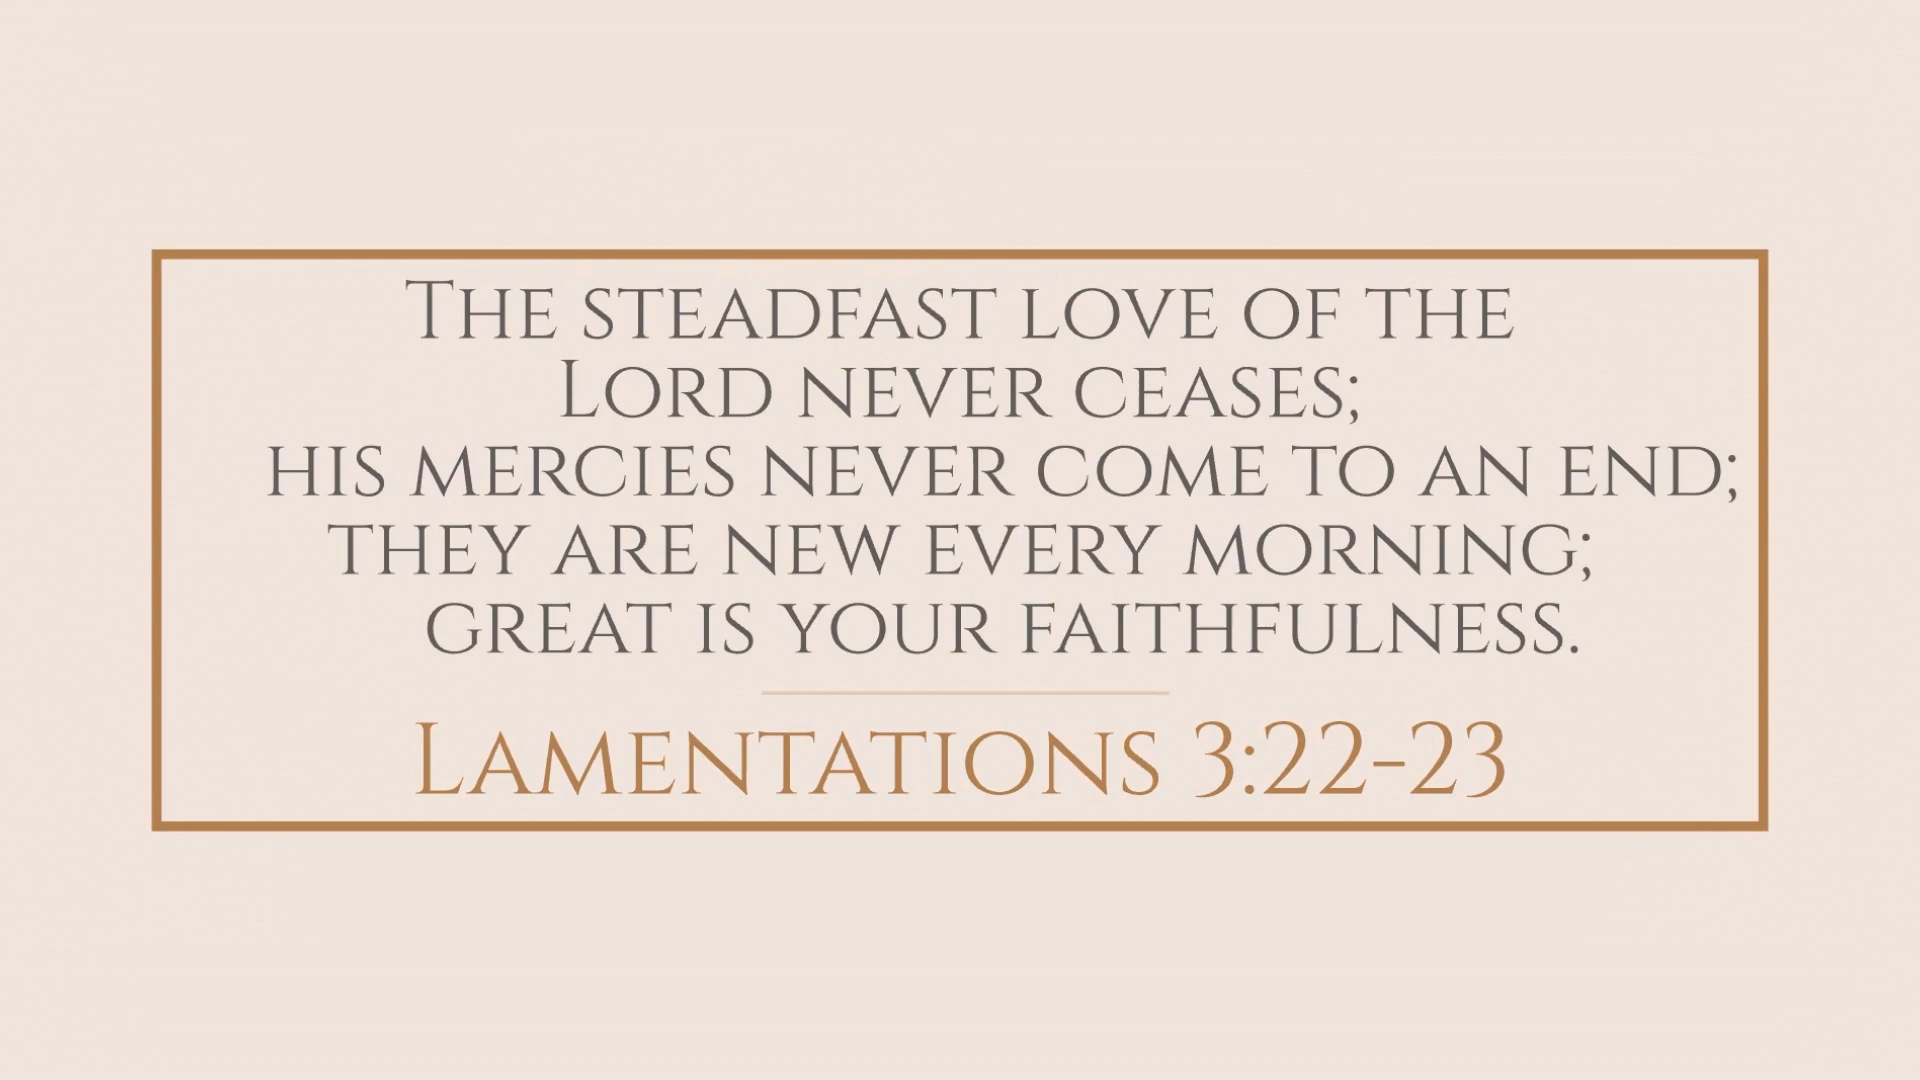 The steadfast love of the
Lord never ceases;
his mercies never come to an end;
they are new every morning;
great is your faithfulness.
Lamentations 3:22-23